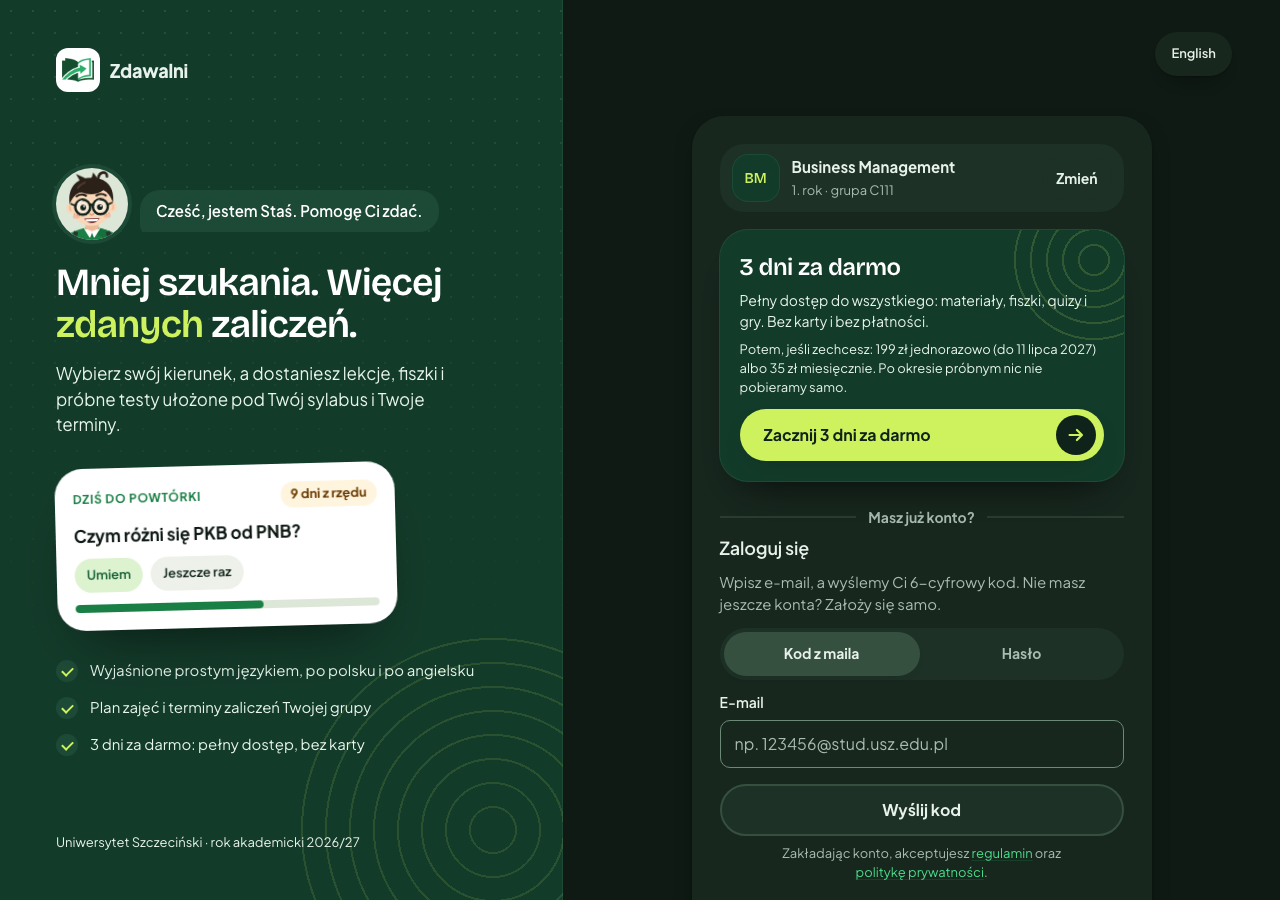 Zdawalni
English
Cześć, jestem Staś. Pomogę Ci zdać.
Mniej szukania. Więcej
zdanych zaliczeń.
Wybierz swój kierunek, a dostaniesz lekcje, fiszki i
próbne testy ułożone pod Twój sylabus i Twoje
terminy.
DZIŚ DO POWTÓRKI
9 dni z rzędu
Czym różni się PKB od PNB?
Umiem
Jeszcze raz
Wyjaśnione prostym językiem, po polsku i po angielsku
Plan zajęć i terminy zaliczeń Twojej grupy
3 dni za darmo: pełny dostęp, bez karty
Uniwersytet Szczeciński · rok akademicki 2026/27
BM
Business Management
1. rok · grupa C111
Zmień
3 dni za darmo
Pełny dostęp do wszystkiego: materiały, fiszki, quizy i
gry. Bez karty i bez płatności.
Potem, jeśli zechcesz: 199 zł jednorazowo (do 11 lipca 2027)
albo 35 zł miesięcznie. Po okresie próbnym nic nie
pobieramy samo.
Zacznij 3 dni za darmo
Masz już konto?
Zaloguj się
Wpisz e-mail, a wyślemy Ci 6-cyfrowy kod. Nie masz
jeszcze konta? Założy się samo.
Kod z maila
Hasło
E-mail
np. 123456@stud.usz.edu.pl
Wyślij kod
Zakładając konto, akceptujesz regulamin oraz
politykę prywatności.